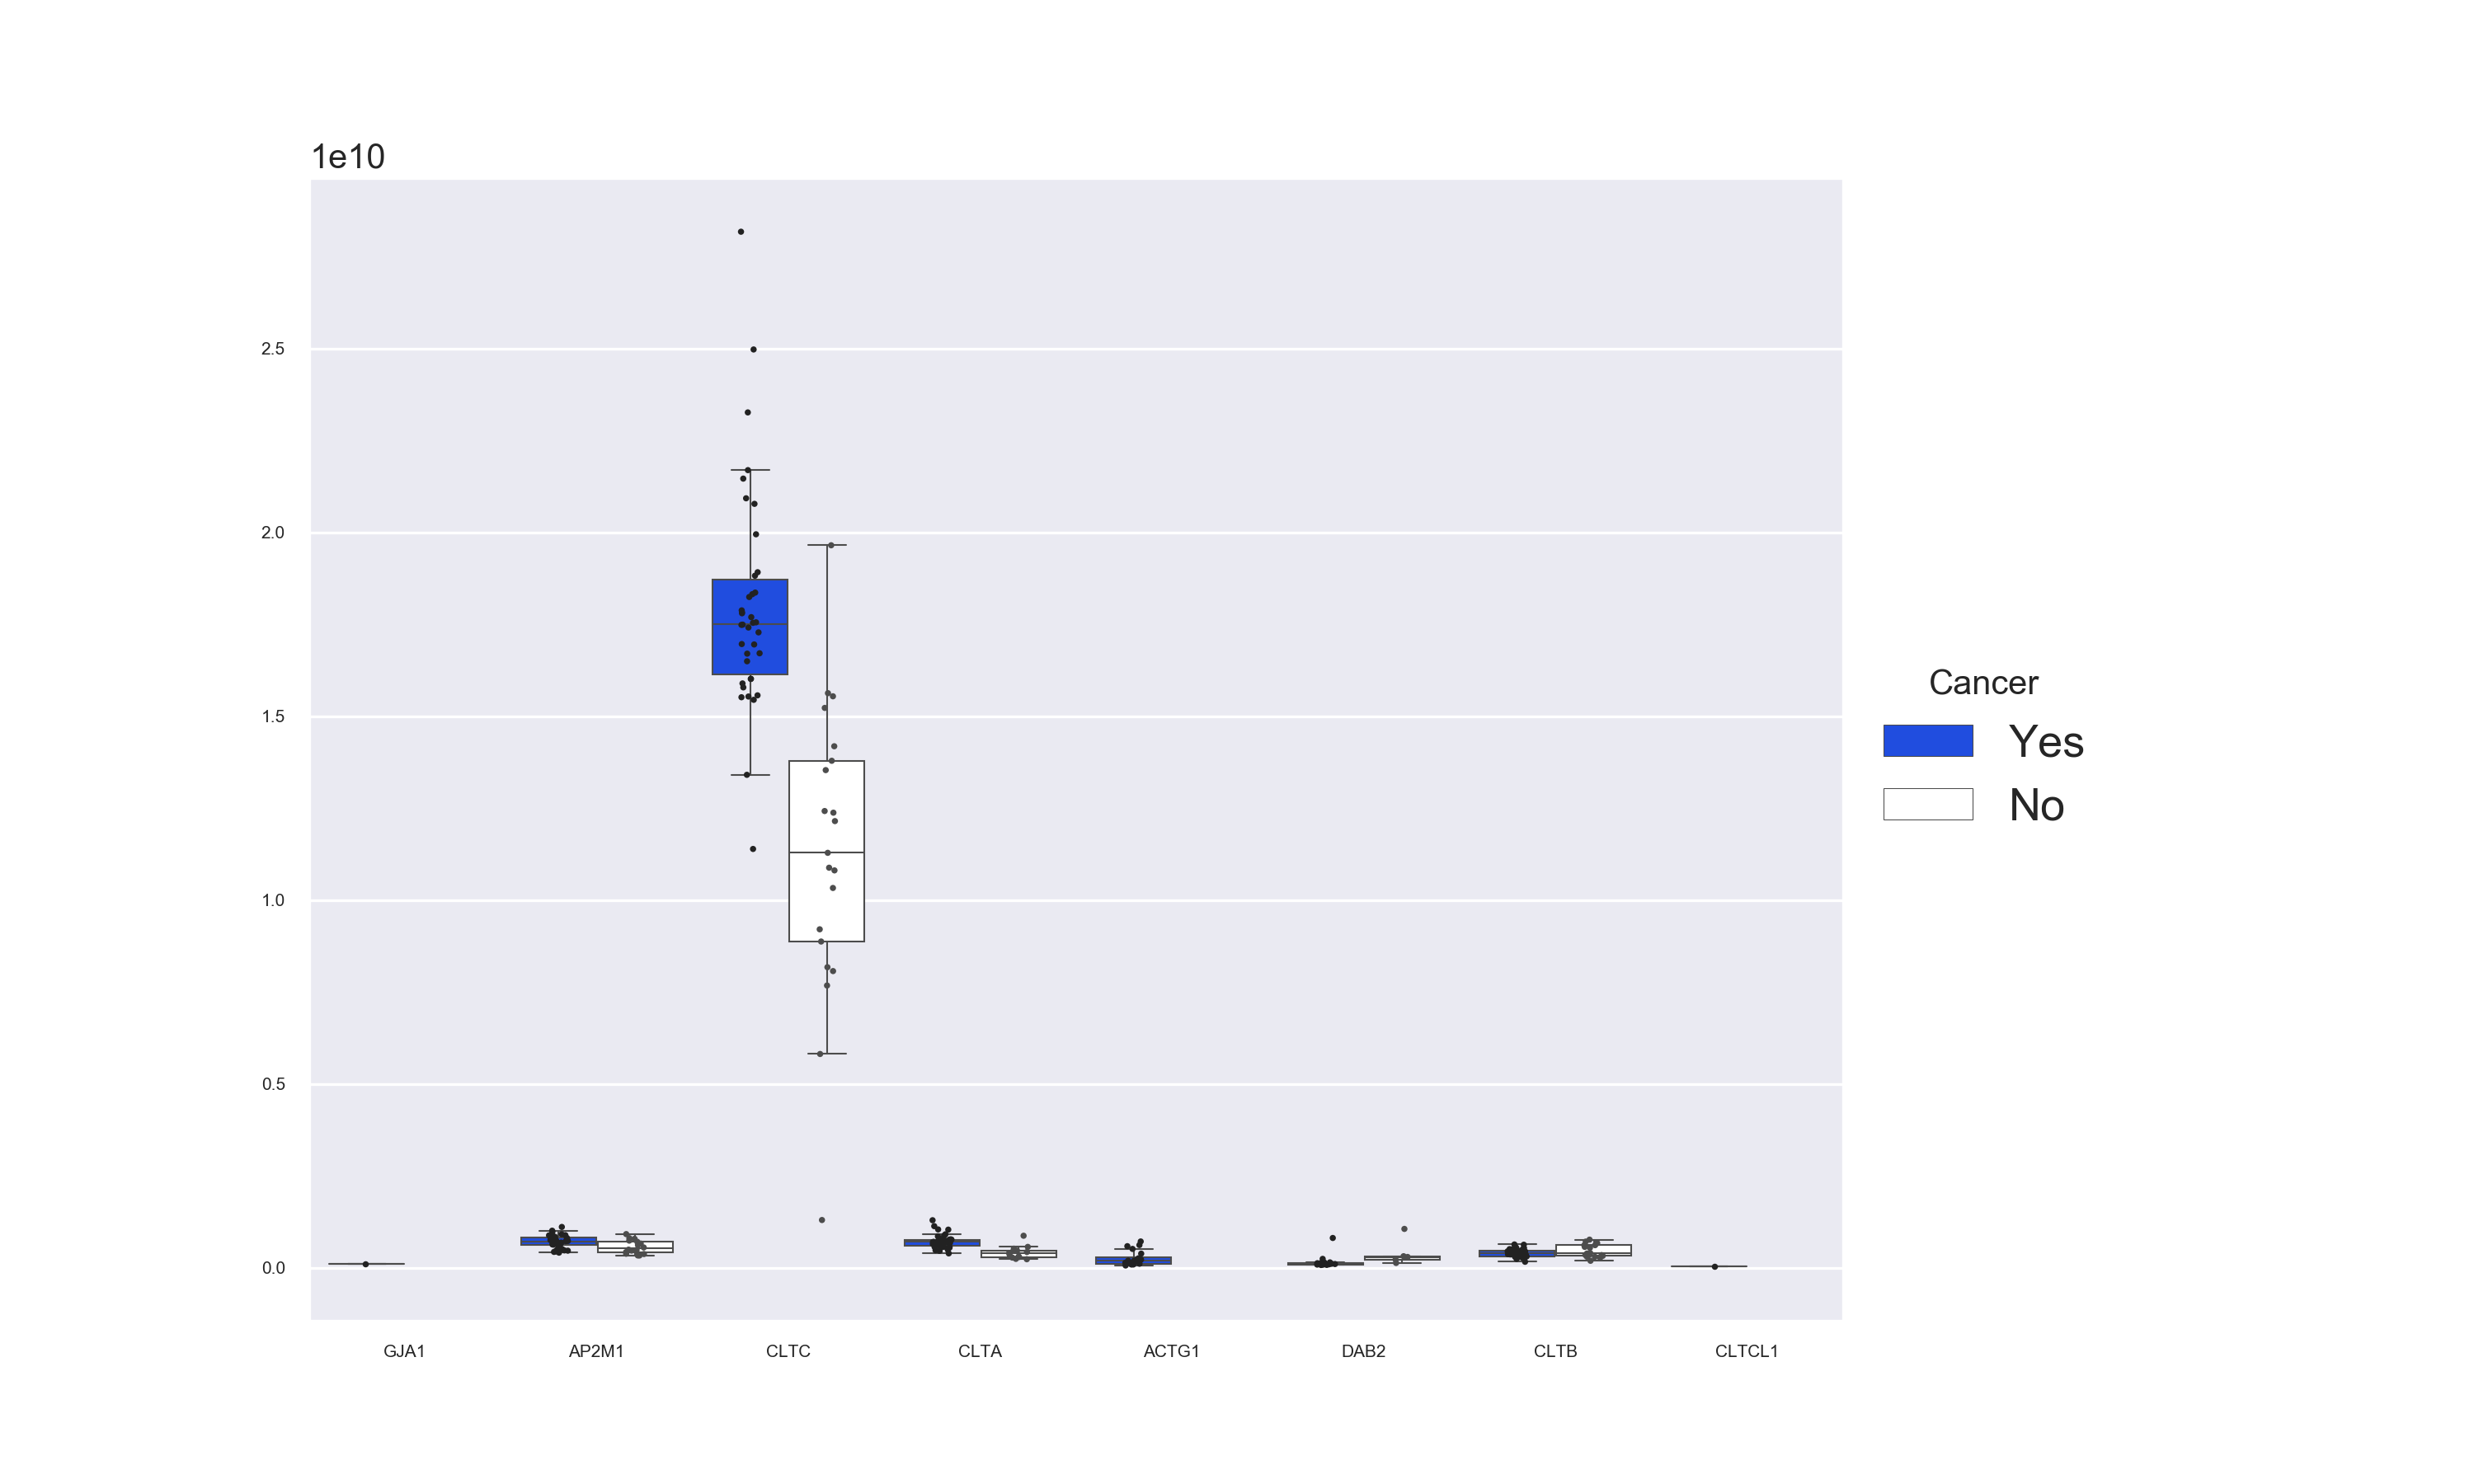 1e10
2.5
2.0
1.5
1.0
0.5
0.0
GJA1 AP2M1 CLTC CLTA ACTG1 DAB2 CLTB CLTCL1
Cancer
Yes
No